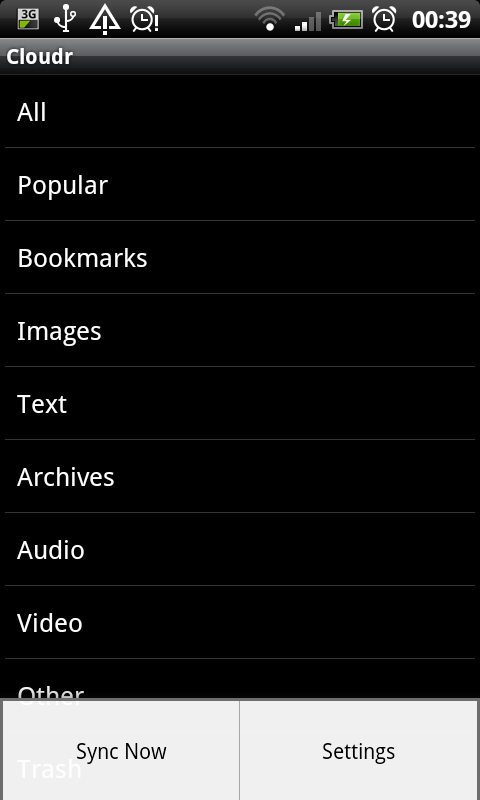 3G 00:39
Cloudr
All
Popular
Bookmarks
Images
Text
Archives
Audio
Video
Other
Sync Now Settings
Trash